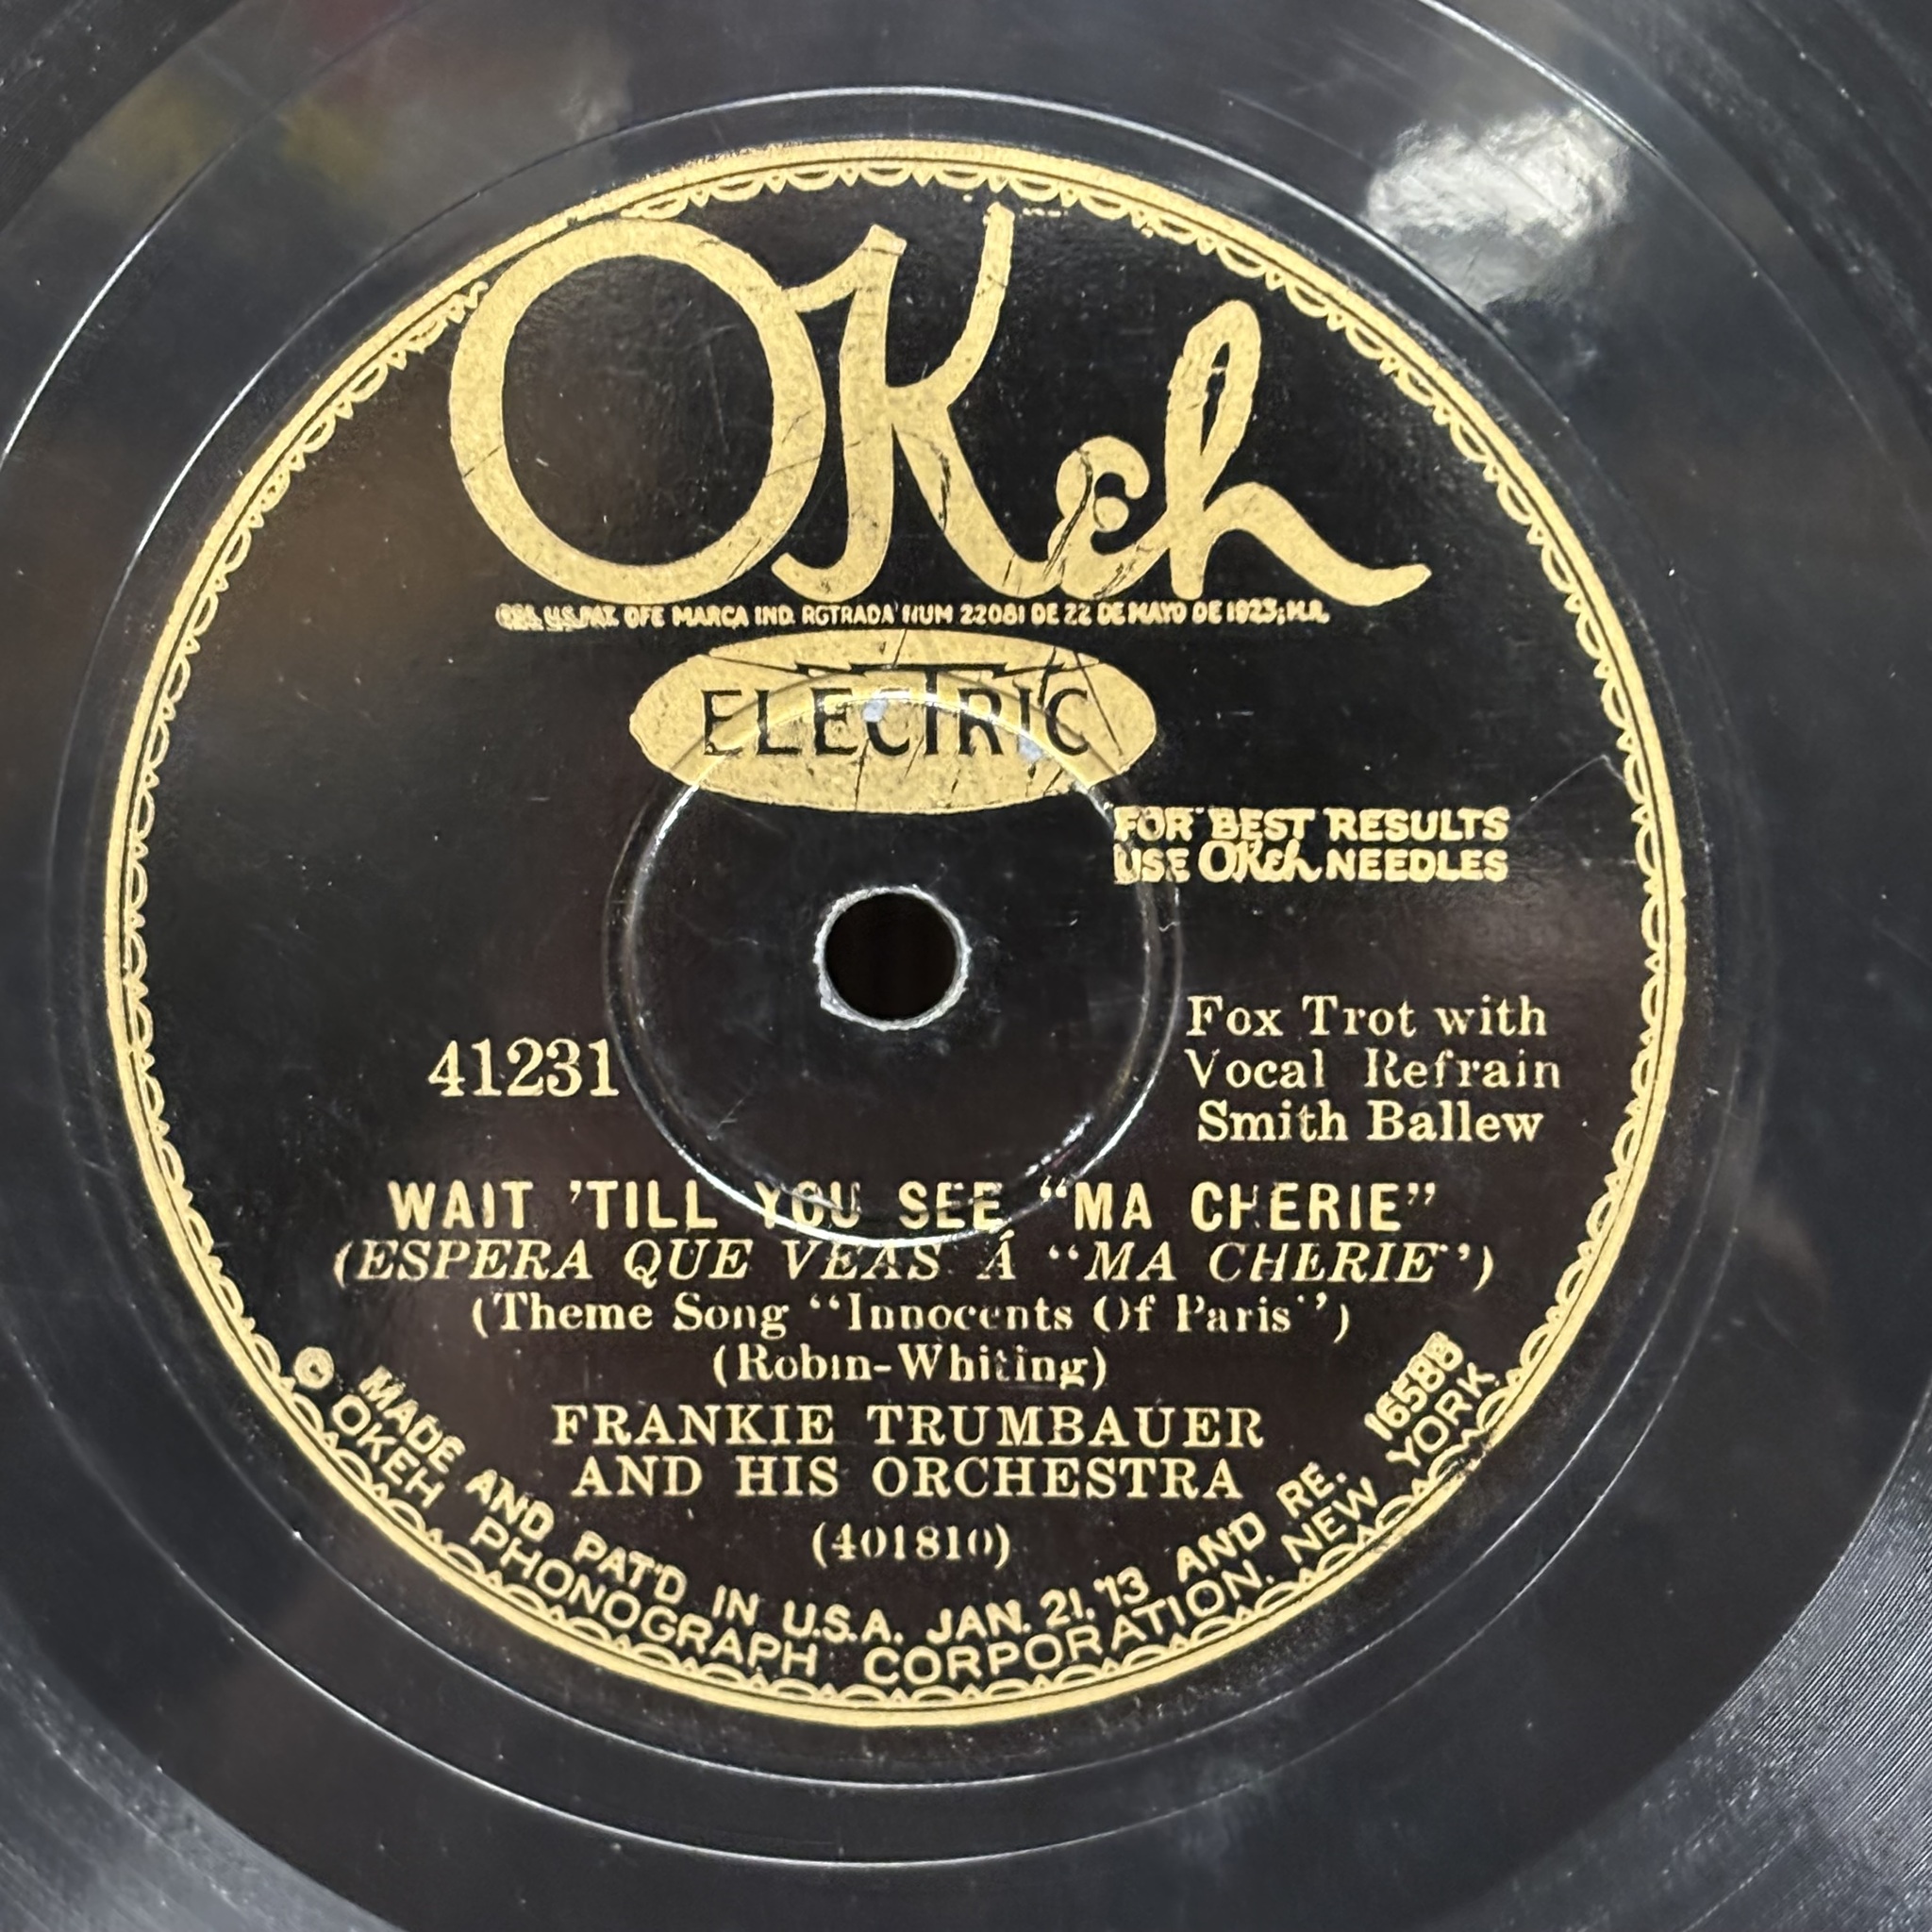 OKeh
REG. U.S. PAT. OFF. MARCA IND. RGTRADA NUM 22081 DE 22 DE MAYO DE 1923; M.R.
ELECTRIC
FOR BEST RESULTS
USE OKeh NEEDLES
41231
Fox Trot with
Vocal Refrain
Smith Ballew
WAIT 'TILL YOU SEE "MA CHERIE"
(ESPERA QUE VEAS Á "MA CHERIE")
(Theme Song "Innocents Of Paris")
(Robin-Whiting)
FRANKIE TRUMBAUER
AND HIS ORCHESTRA
(401810)
MADE AND PAT'D IN U.S.A. JAN. 21. '13 AND RE. 16588
© OKEH PHONOGRAPH CORPORATION. NEW YORK